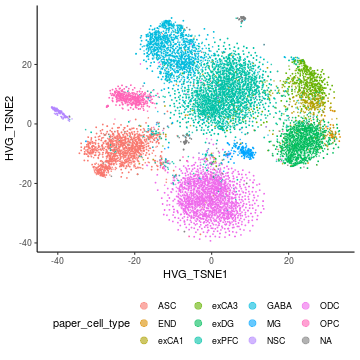 HVG_TSNE2
20
0
-20
-40
-40 -20 0 20
HVG_TSNE1
paper_cell_type
ASC exCA3 GABA ODC
END exDG MG OPC
exCA1 exPFC NSC NA